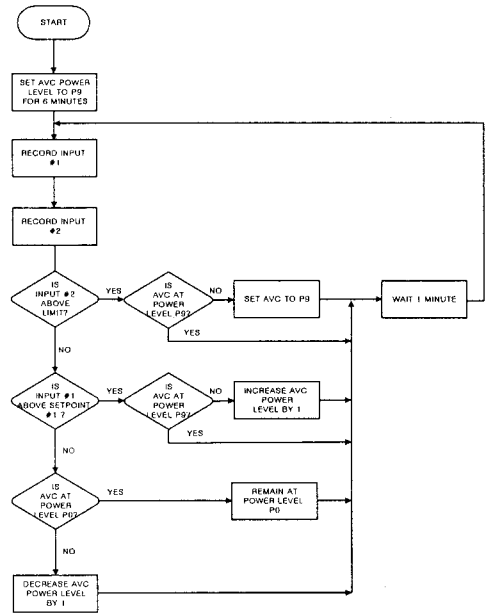 START
SET AVC POWER
LEVEL TO P9
FOR 6 MINUTES
RECORD INPUT
#1
RECORD INPUT
#2
IS
INPUT #2
ABOVE
LIMIT?
YES
IS
AVC AT
POWER
LEVEL P9?
NO
SET AVC TO P9
WAIT 1 MINUTE
YES
NO
IS
INPUT #1
ABOVE SETPOINT
#1 ?
YES
IS
AVC AT
POWER
LEVEL P9?
NO
INCREASE AVC
POWER
LEVEL BY 1
YES
NO
IS
AVC AT
POWER
LEVEL P0?
YES
REMAIN AT
POWER LEVEL
P0
NO
DECREASE AVC
POWER LEVEL
BY 1